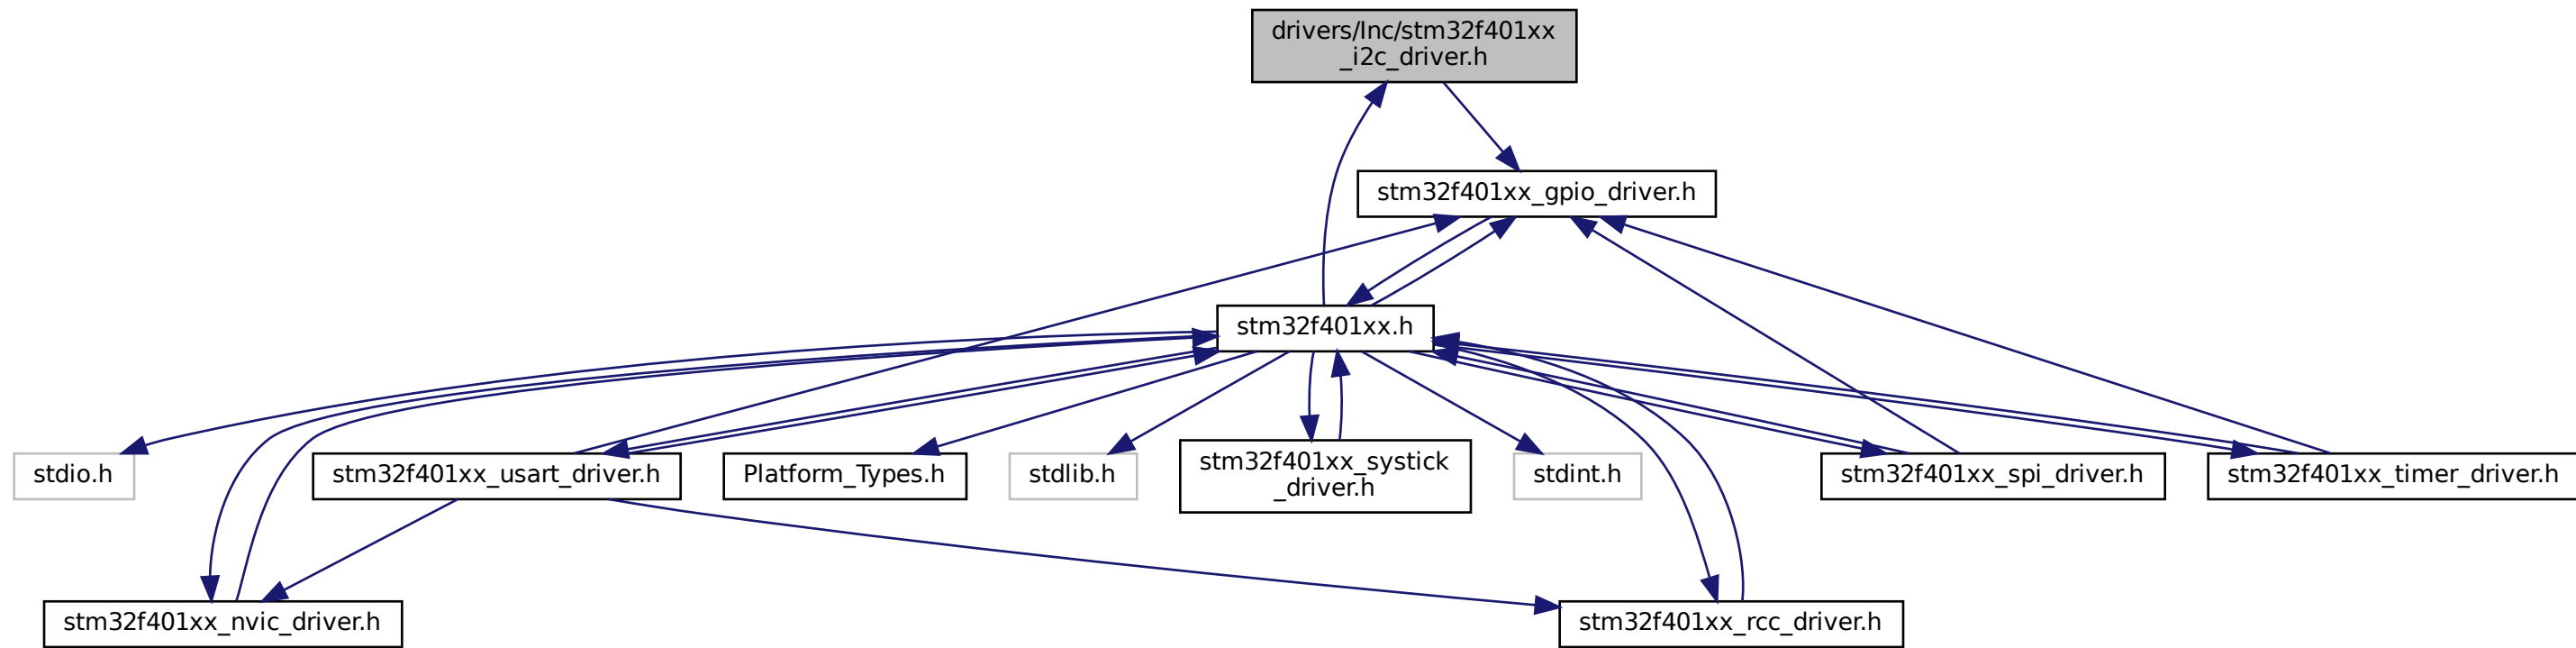 drivers/Inc/stm32f401xx
_i2c_driver.h
stm32f401xx_gpio_driver.h
stm32f401xx.h
stdio.h
stm32f401xx_usart_driver.h
Platform_Types.h
stdlib.h
stm32f401xx_systick
_driver.h
stdint.h
stm32f401xx_spi_driver.h
stm32f401xx_timer_driver.h
stm32f401xx_nvic_driver.h
stm32f401xx_rcc_driver.h